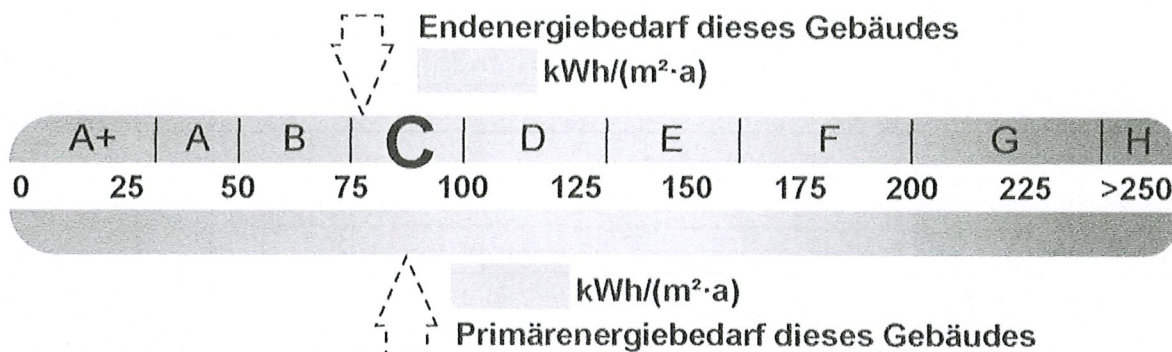 Endenergiebedarf dieses Gebäudes
kWh/(m²·a)
A+ A B C D E F G H
0 25 50 75 100 125 150 175 200 225 >250
kWh/(m²·a)
Primärenergiebedarf dieses Gebäudes